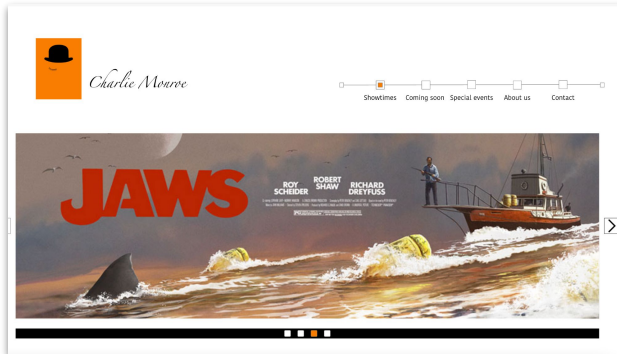 Charlie Monroe
Showtimes Coming soon Special events About us Contact
JAWS
ROY SCHEIDER
ROBERT SHAW
RICHARD DREYFUSS